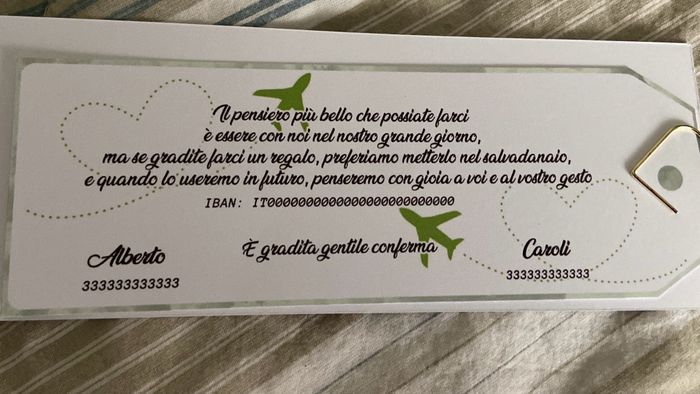 Il pensiero più bello che possiate farci
è essere con noi nel nostro grande giorno,
ma se gradite farci un regalo, preferiamo metterlo nel salvadanaio,
e quando lo useremo in futuro, penseremo con gioia a voi e al vostro gesto
IBAN: IT0000000000000000000000000
È gradita gentile conferma
Alberto
333333333333
Caroli
333333333333